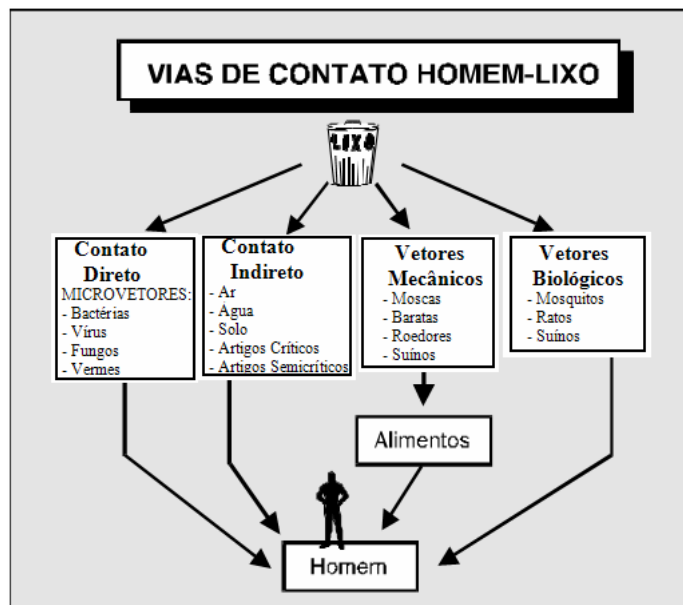 VIAS DE CONTATO HOMEM-LIXO
LIXO
Contato
Direto
MICROVETORES:
- Bactérias
- Vírus
- Fungos
- Vermes
Contato
Indireto
- Ar
- Água
- Solo
- Artigos Críticos
- Artigos Semicríticos
Vetores
Mecânicos
- Moscas
- Baratas
- Roedores
- Suínos
Vetores
Biológicos
- Mosquitos
- Ratos
- Suínos
Alimentos
Homem